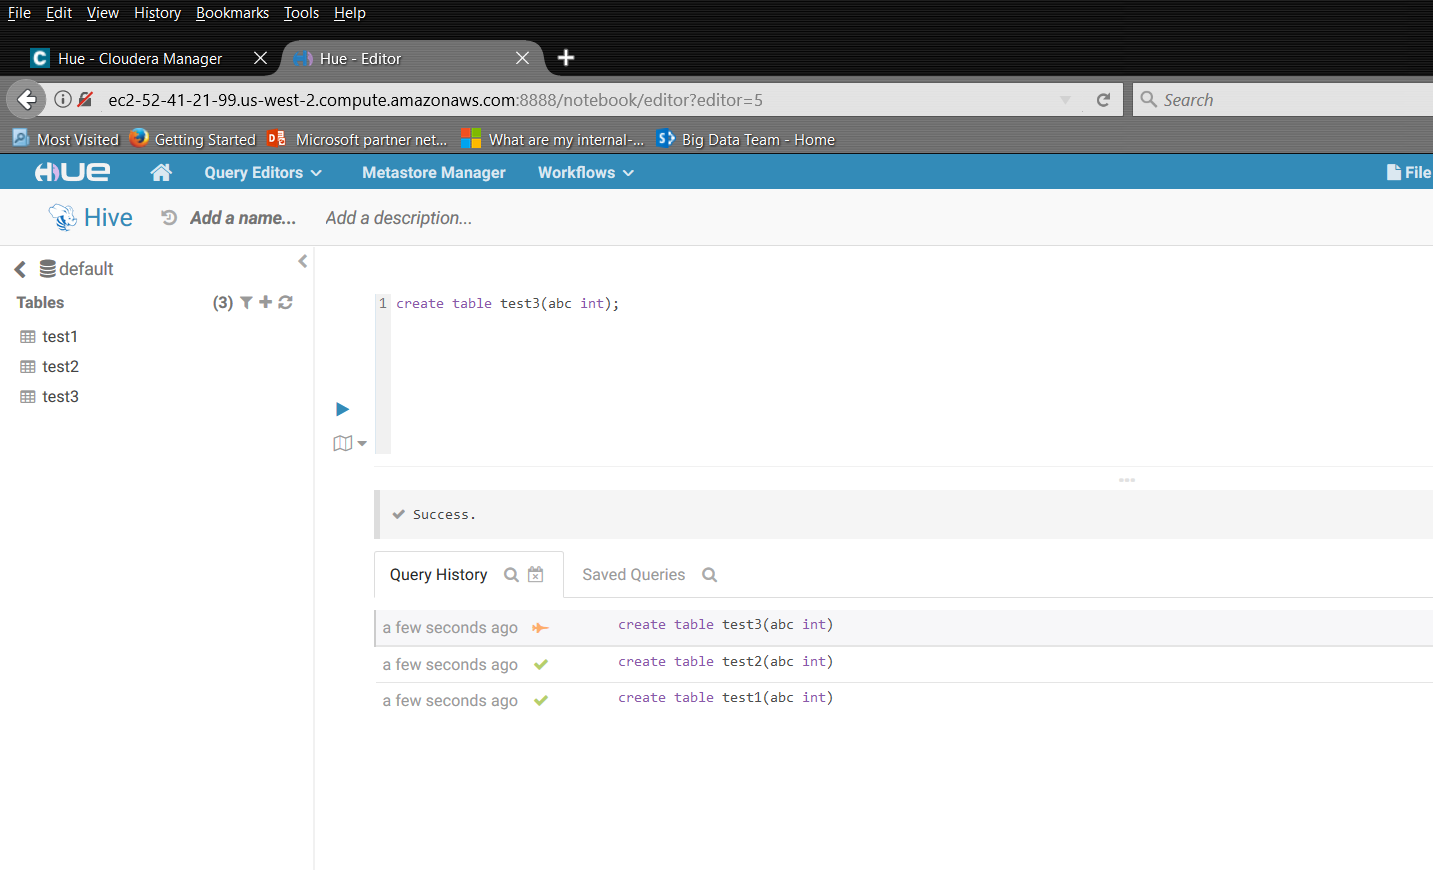 File Edit View History Bookmarks Tools Help
C Hue - Cloudera Manager Hue - Editor
ec2-52-41-21-99.us-west-2.compute.amazonaws.com:8888/notebook/editor?editor=5 Search
Most Visited Getting Started Microsoft partner net... What are my internal-... Big Data Team - Home
HUE Query Editors Metastore Manager Workflows File
Hive Add a name... Add a description...
default
Tables (3)
test1
test2
test3
1 create table test3(abc int);
Success.
Query History Saved Queries
a few seconds ago create table test3(abc int)
a few seconds ago create table test2(abc int)
a few seconds ago create table test1(abc int)